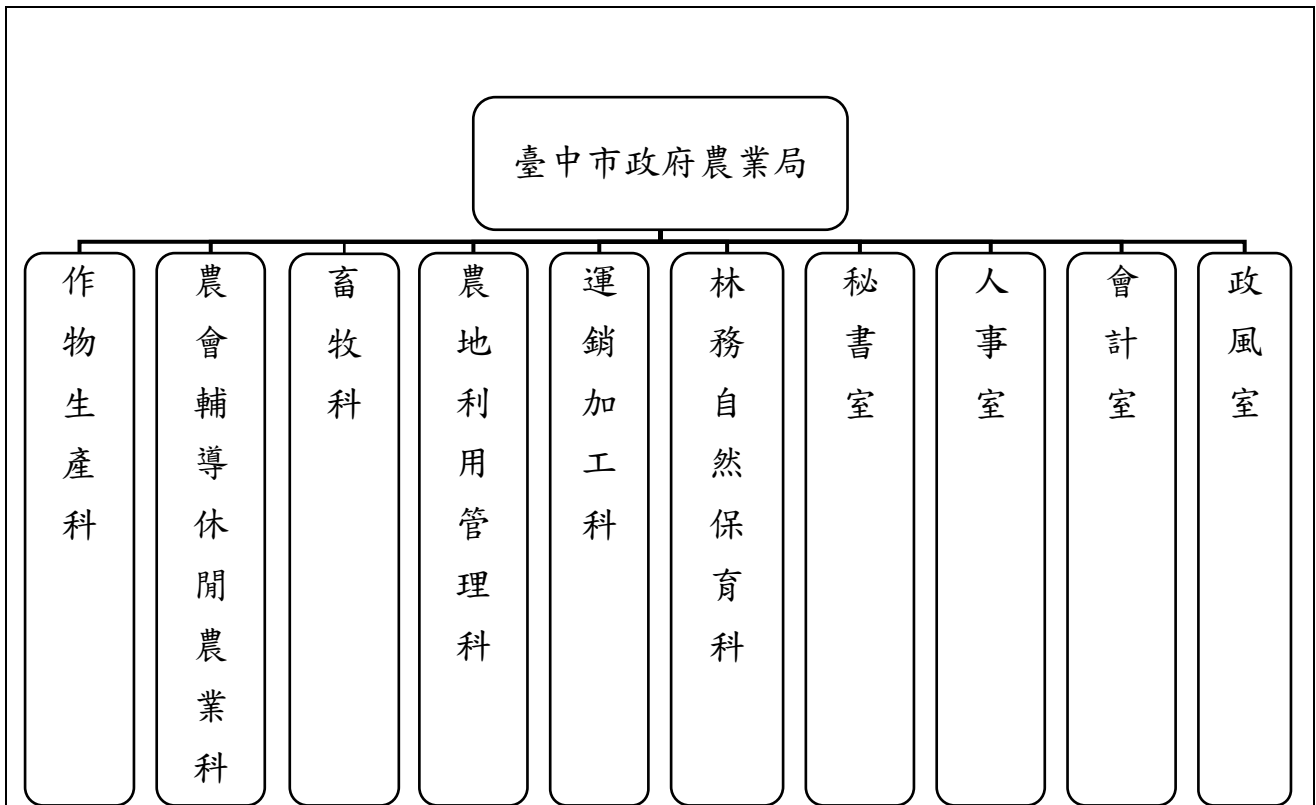 臺中市政府農業局
作物生產科
農會輔導休閒農業科
畜牧科
農地利用管理科
運銷加工科
林務自然保育科
秘書室
人事室
會計室
政風室